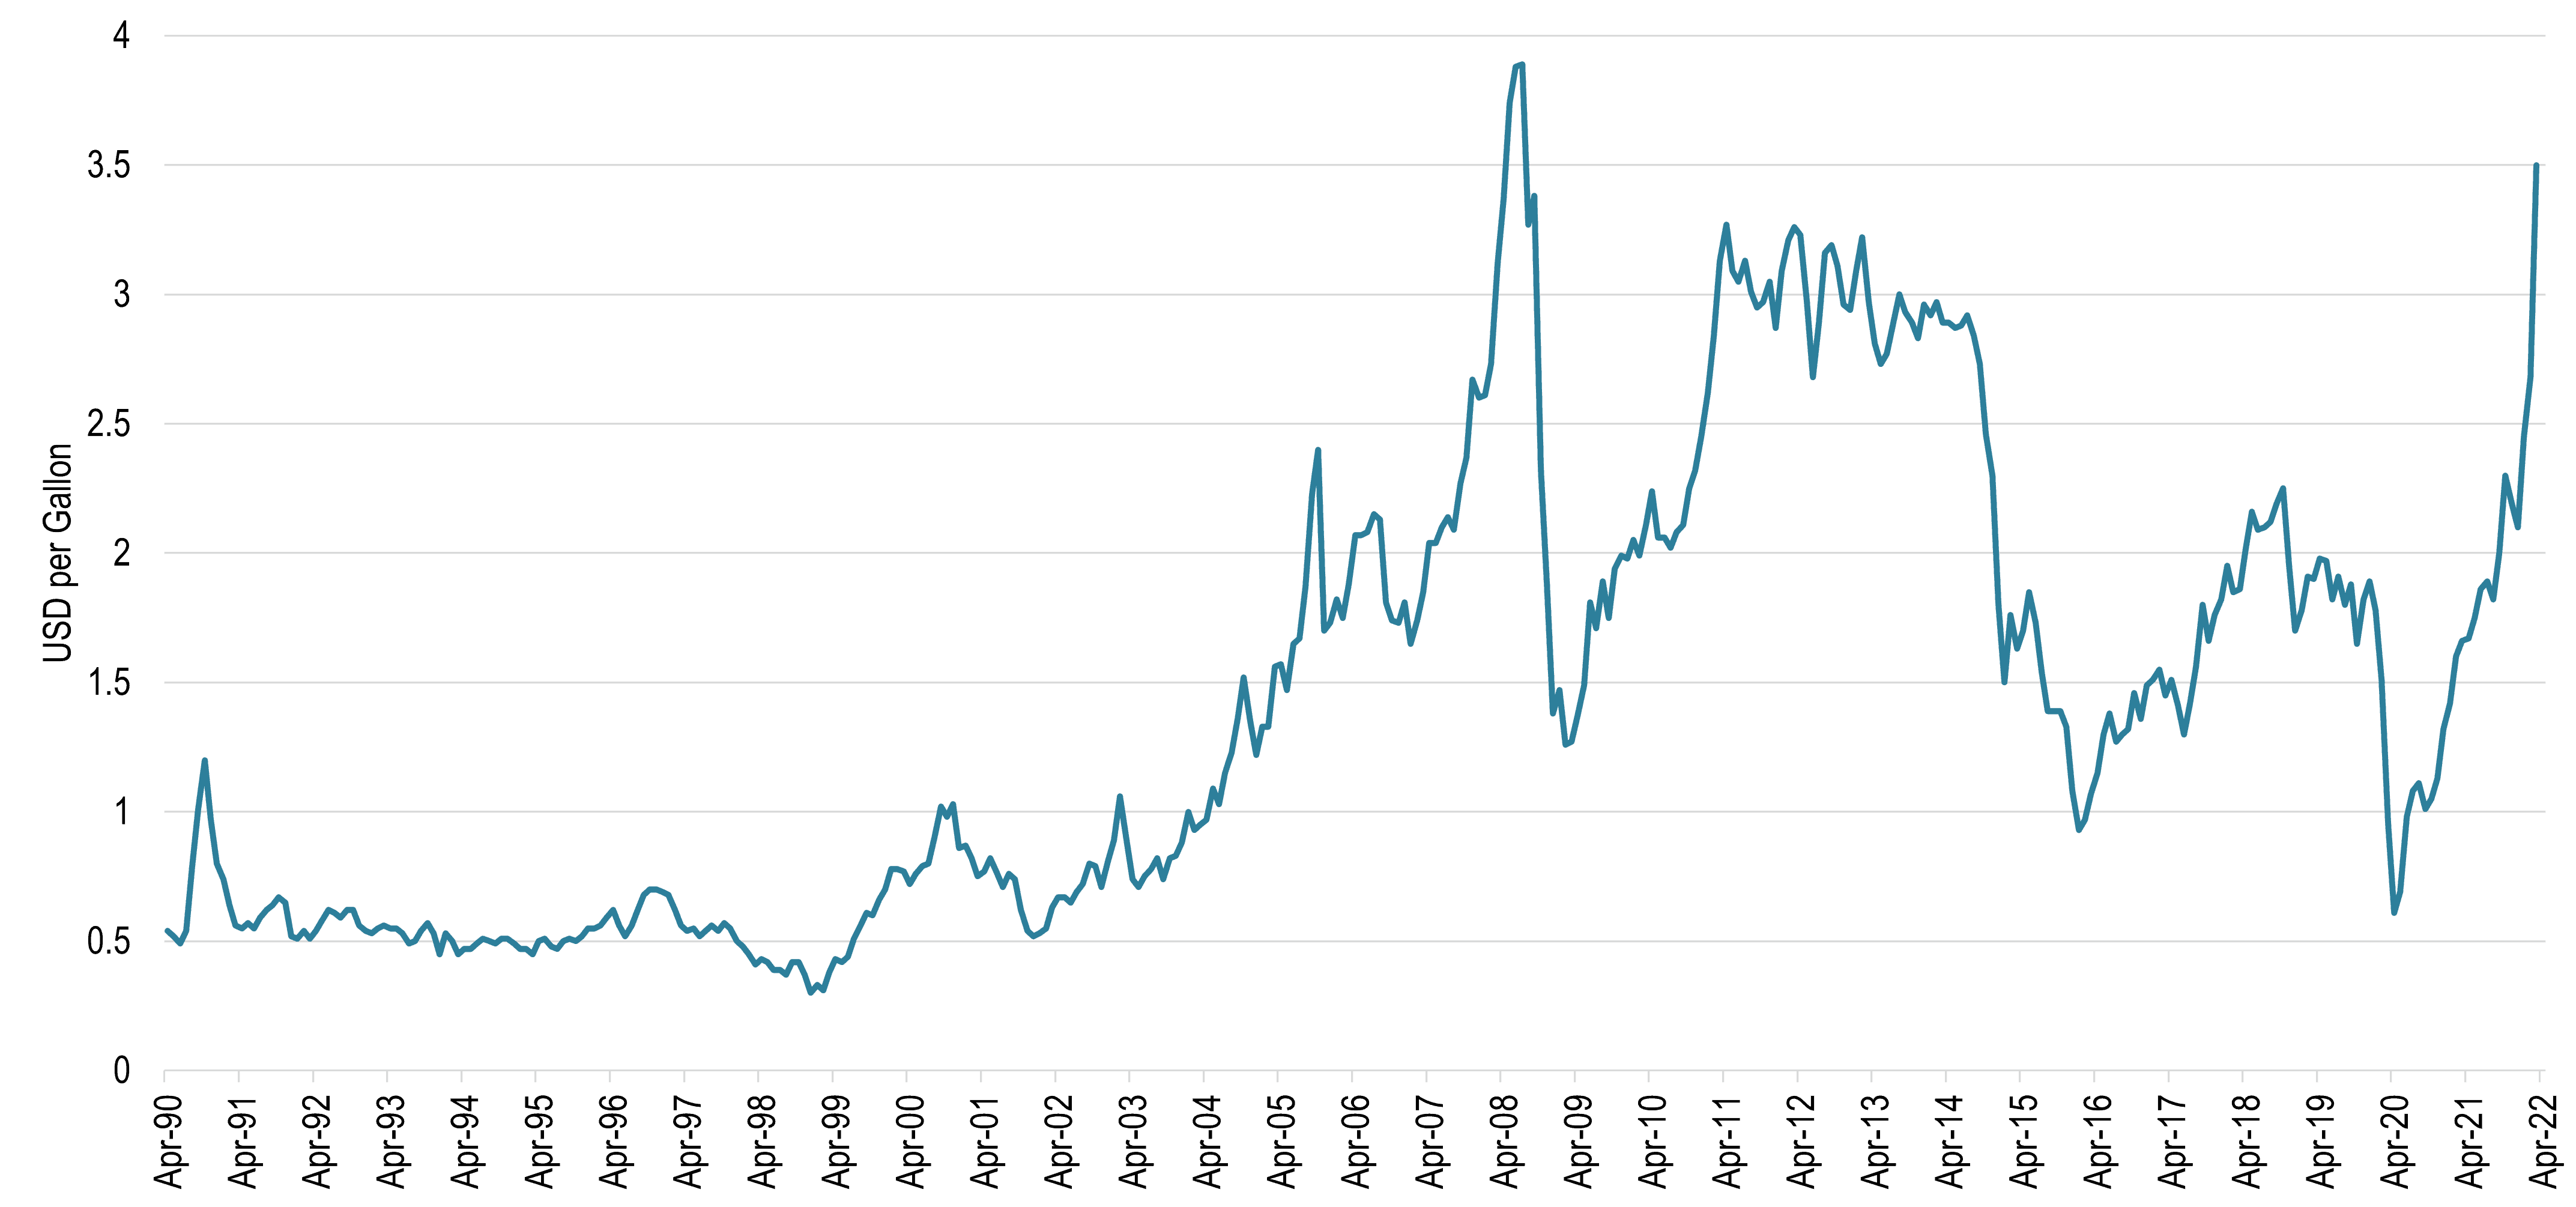 USD per Gallon
4
3.5
3
2.5
2
1.5
1
0.5
0
Apr-90
Apr-91
Apr-92
Apr-93
Apr-94
Apr-95
Apr-96
Apr-97
Apr-98
Apr-99
Apr-00
Apr-01
Apr-02
Apr-03
Apr-04
Apr-05
Apr-06
Apr-07
Apr-08
Apr-09
Apr-10
Apr-11
Apr-12
Apr-13
Apr-14
Apr-15
Apr-16
Apr-17
Apr-18
Apr-19
Apr-20
Apr-21
Apr-22